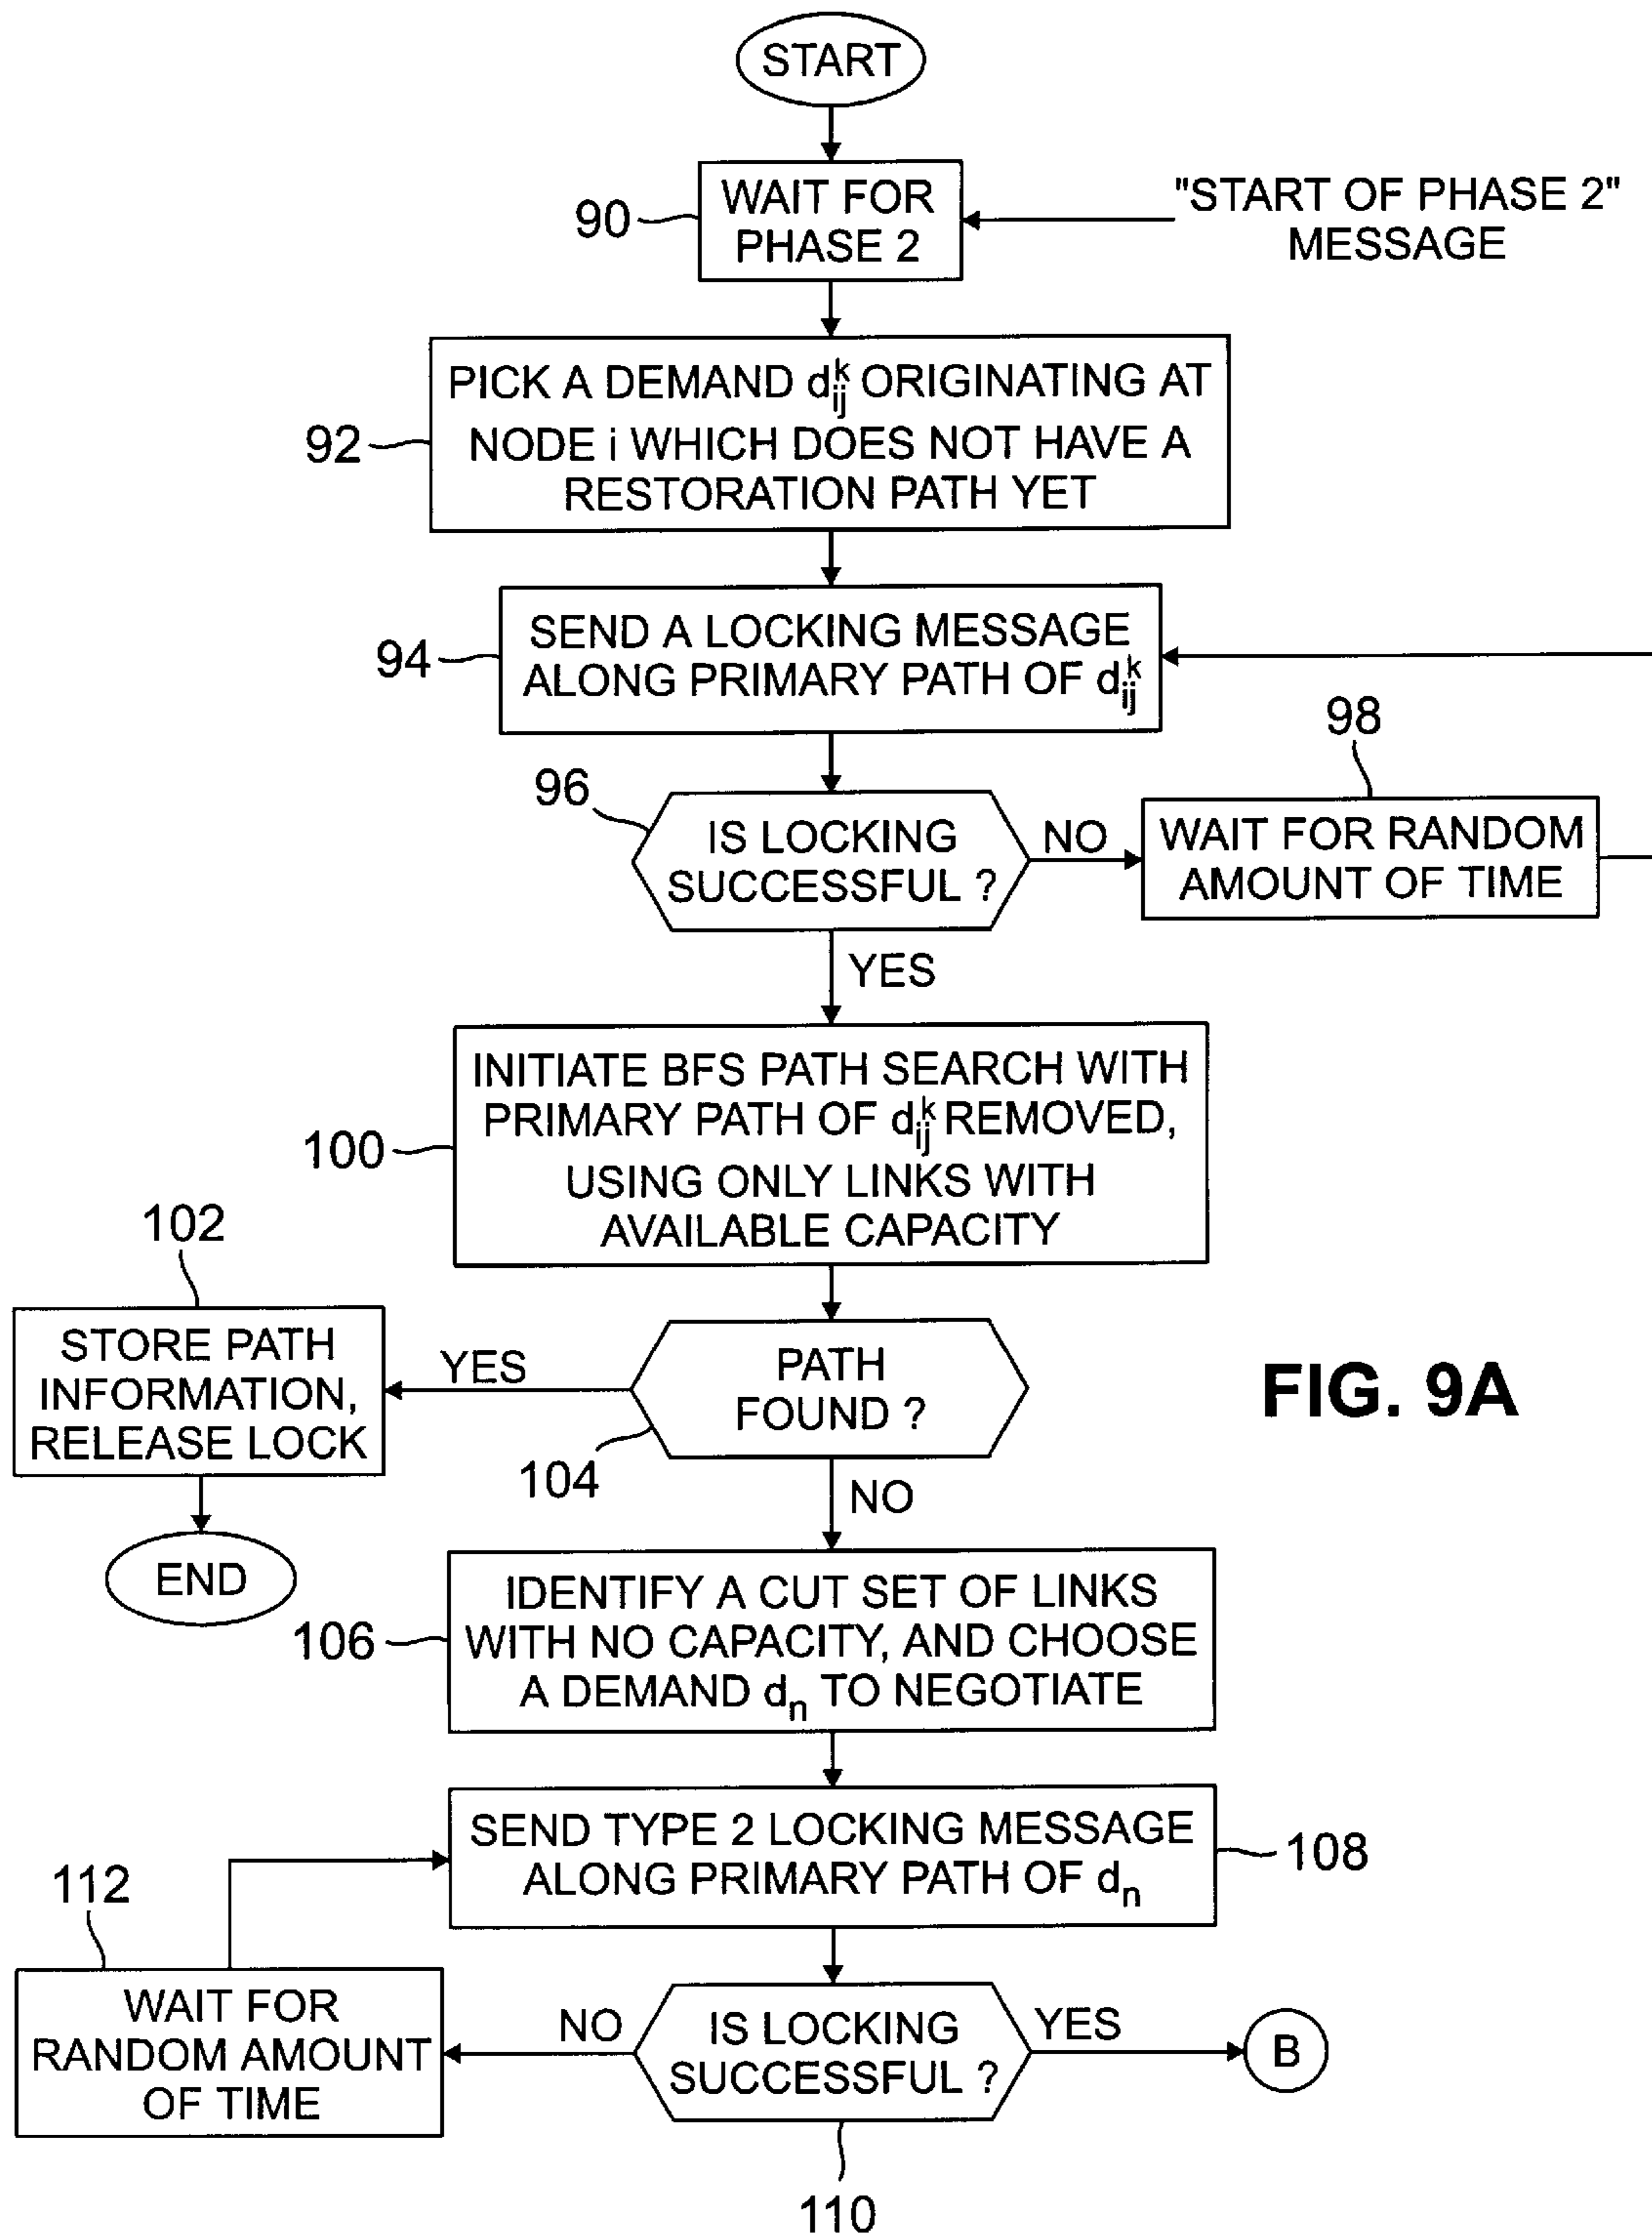 START
90
WAIT FOR
PHASE 2
"START OF PHASE 2"
MESSAGE
92
PICK A DEMAND d_ij^k ORIGINATING AT
NODE i WHICH DOES NOT HAVE A
RESTORATION PATH YET
94
SEND A LOCKING MESSAGE
ALONG PRIMARY PATH OF d_ij^k
96
IS LOCKING
SUCCESSFUL ?
NO
98
WAIT FOR RANDOM
AMOUNT OF TIME
YES
100
INITIATE BFS PATH SEARCH WITH
PRIMARY PATH OF d_ij^k REMOVED,
USING ONLY LINKS WITH
AVAILABLE CAPACITY
102
STORE PATH
INFORMATION,
RELEASE LOCK
YES
PATH
FOUND ?
104
FIG. 9A
NO
END
106
IDENTIFY A CUT SET OF LINKS
WITH NO CAPACITY, AND CHOOSE
A DEMAND d_n TO NEGOTIATE
SEND TYPE 2 LOCKING MESSAGE
ALONG PRIMARY PATH OF d_n
108
112
WAIT FOR
RANDOM AMOUNT
OF TIME
NO
IS LOCKING
SUCCESSFUL ?
YES
B
110